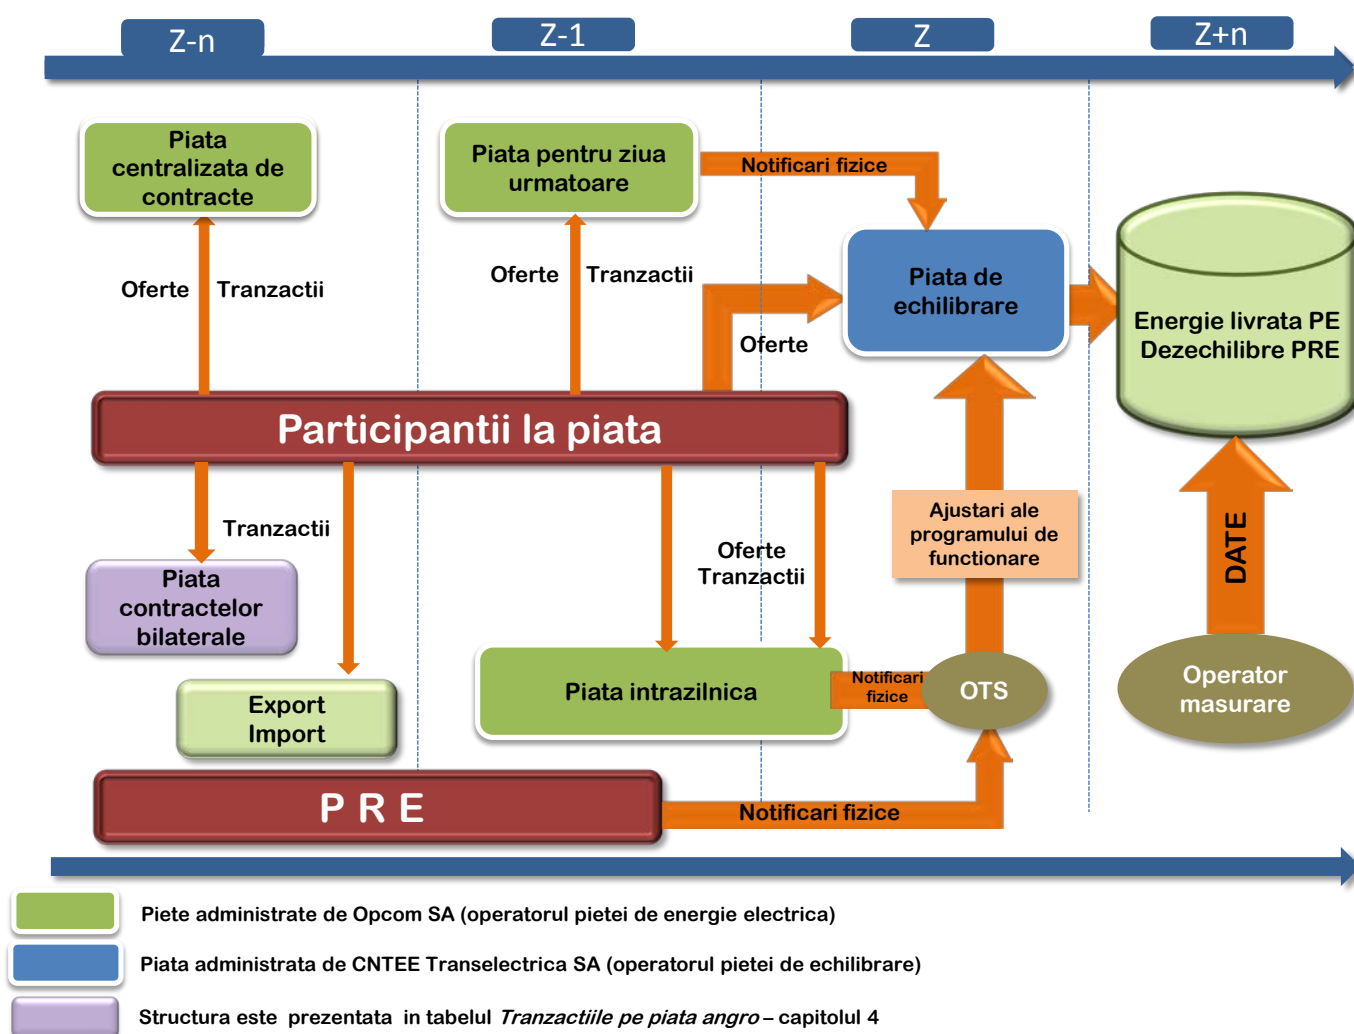 Z-n
Z-1
Z
Z+n
Piata
centralizata de
contracte
Piata pentru ziua
urmatoare
Notificari fizice
Oferte
Tranzactii
Oferte
Tranzactii
Piata de
echilibrare
Oferte
Energie livrata PE
Dezechilibre PRE
Participantii la piata
Tranzactii
Oferte
Tranzactii
Ajustari ale
programului de
functionare
DATE
Piata
contractelor
bilaterale
Piata intrazilnica
Notificari
fizice
OTS
Operator
masurare
Export
Import
P R E
Notificari fizice
Piete administrate de Opcom SA (operatorul pietei de energie electrica)
Piata administrata de CNTEE Transelectrica SA (operatorul pietei de echilibrare)
Structura este prezentata in tabelul Tranzactiile pe piata angro – capitolul 4